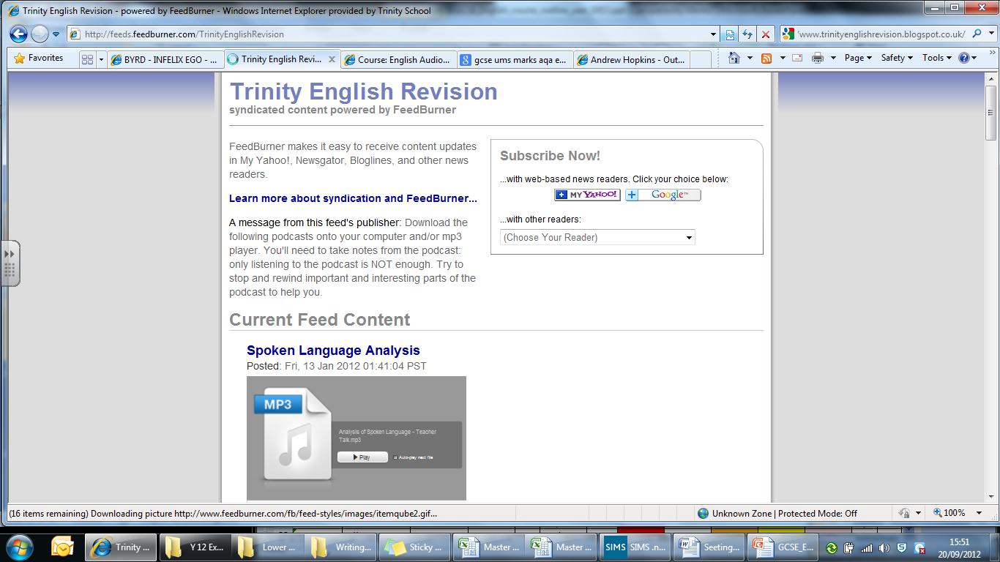 Trinity English Revision - powered by FeedBurner - Windows Internet Explorer provided by Trinity School
http://feeds.feedburner.com/TrinityEnglishRevision
'www.trinityenglishrevision.blogspot.co.uk/
Favorites
BYRD - INFELIX EGO - ...
Trinity English Revi...
Course: English Audio...
gcse ums marks aqa e...
Andrew Hopkins - Out...
Page
Safety
Tools
Trinity English Revision
syndicated content powered by FeedBurner
FeedBurner makes it easy to receive content updates
in My Yahoo!, Newsgator, Bloglines, and other news
readers.
Learn more about syndication and FeedBurner...
A message from this feed's publisher: Download the
following podcasts onto your computer and/or mp3
player. You'll need to take notes from the podcast:
only listening to the podcast is NOT enough. Try to
stop and rewind important and interesting parts of the
podcast to help you.
Subscribe Now!
...with web-based news readers. Click your choice below:
MY YAHOO!
Google™
...with other readers:
(Choose Your Reader)
Current Feed Content
Spoken Language Analysis
Posted: Fri, 13 Jan 2012 01:41:04 PST
MP3
Analysis of Spoken Language - Teacher
Talk.mp3
Play
Auto-play next file
(16 items remaining) Downloading picture http://www.feedburner.com/fb/feed-styles/images/itemqube2.gif...
Unknown Zone | Protected Mode: Off
100%
Trinity ...
Y 12 Ex...
Lower ...
Writing...
Sticky ...
Master ...
Master ...
SIMS
SIMS .n...
Seeting...
GCSE_E...
15:51
20/09/2012